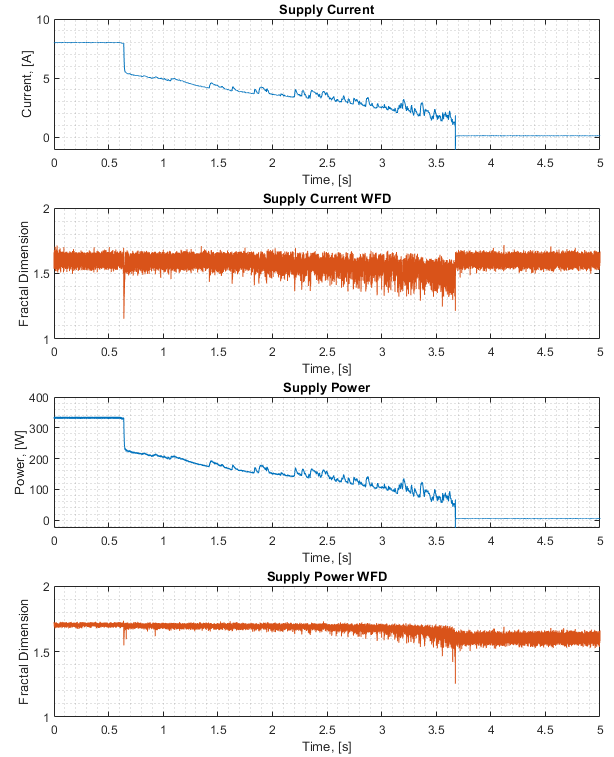 Supply Current
10
5
0
Current, [A]
0 0.5 1 1.5 2 2.5 3 3.5 4 4.5 5
Time, [s]
Supply Current WFD
2
1.5
1
Fractal Dimension
0 0.5 1 1.5 2 2.5 3 3.5 4 4.5 5
Time, [s]
Supply Power
400
300
200
100
0
Power, [W]
0 0.5 1 1.5 2 2.5 3 3.5 4 4.5 5
Time, [s]
Supply Power WFD
2
1.5
1
Fractal Dimension
0 0.5 1 1.5 2 2.5 3 3.5 4 4.5 5
Time, [s]